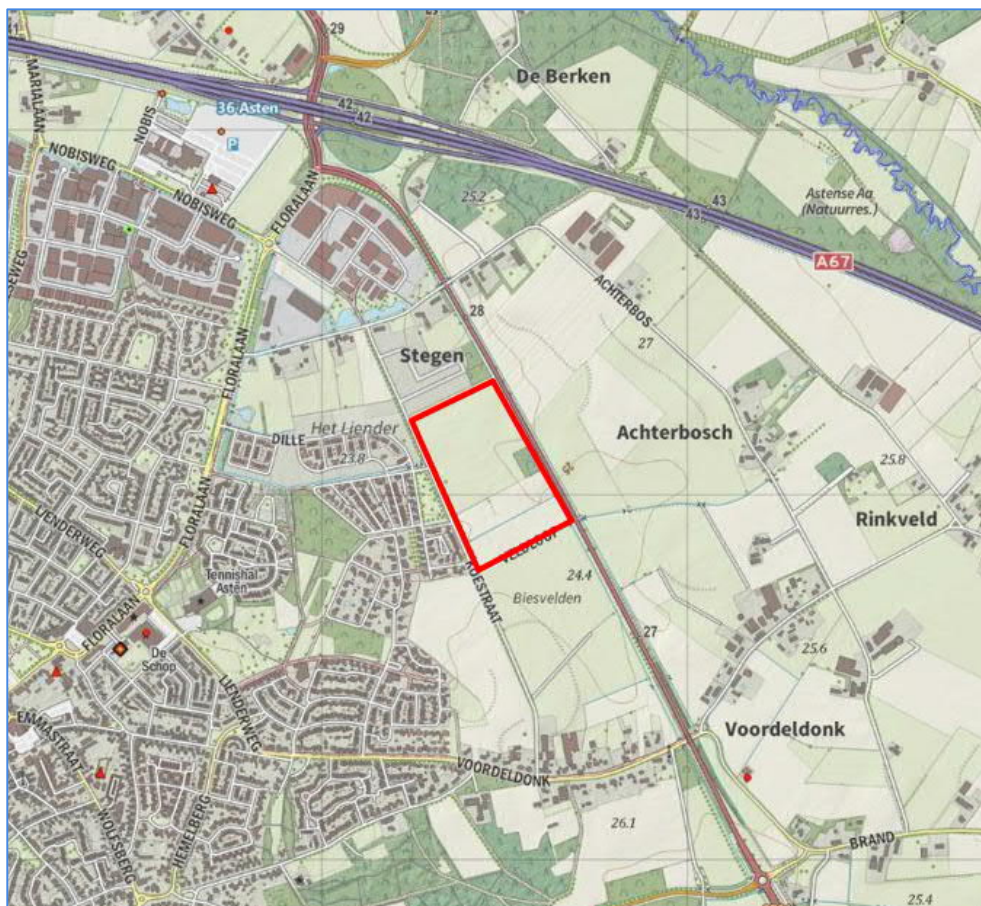 29
De Berken
MARIALAAN
42
36 Asten
42
NOBIS
P
NOBISWEG
NOBISWEG
FLORALAAN
25.2
43
43
Astense Aa
(Natuurres.)
A67
ACHTERBOS
28
27
FLORALAAN
Stegen
Het Liender
DILLE
23.8
Achterbosch
25.8
Rinkveld
LIENDERWEG
FLORALAAN
Tennishal
Asten
KOESTRAAT
24.4
Biesvelden
27
25.6
FLORALAAN
De
Schop
LIENDERWEG
EMMASTRAAT
VOORDELDONK
Voordeldonk
WOLFSBERG
HEMELBERG
26.1
BRAND
25.4